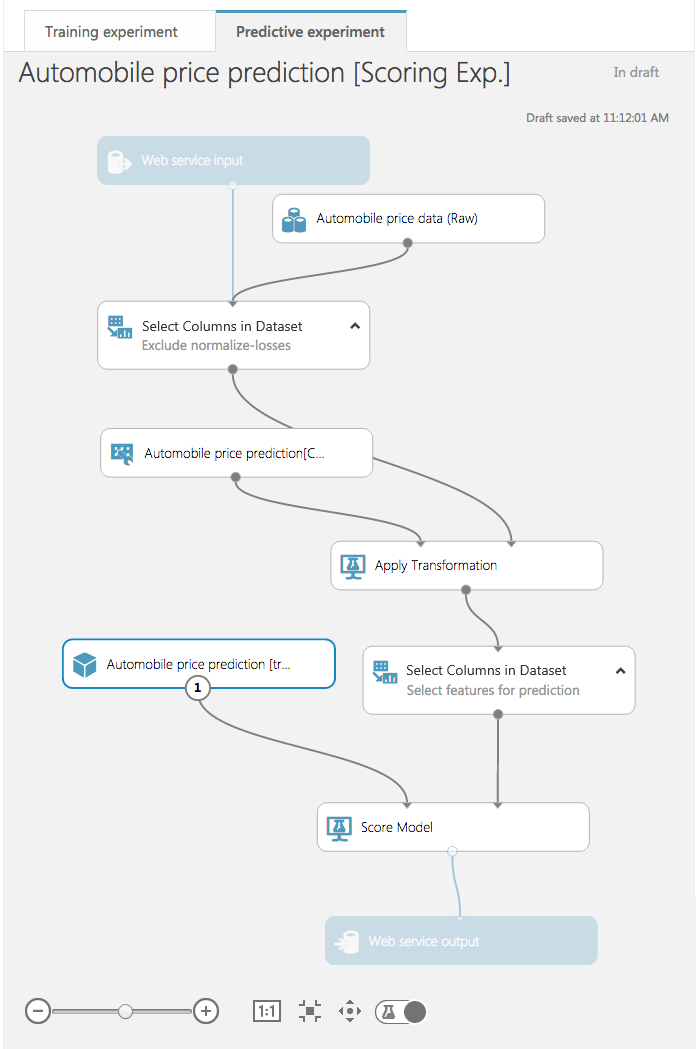 Training experiment
Predictive experiment
Automobile price prediction [Scoring Exp.]
In draft
Draft saved at 11:12:01 AM
Web service input
Automobile price data (Raw)
Select Columns in Dataset
Exclude normalize-losses
Automobile price prediction[C...
Apply Transformation
Automobile price prediction [tr...
1
Select Columns in Dataset
Select features for prediction
Score Model
Web service output
1:1